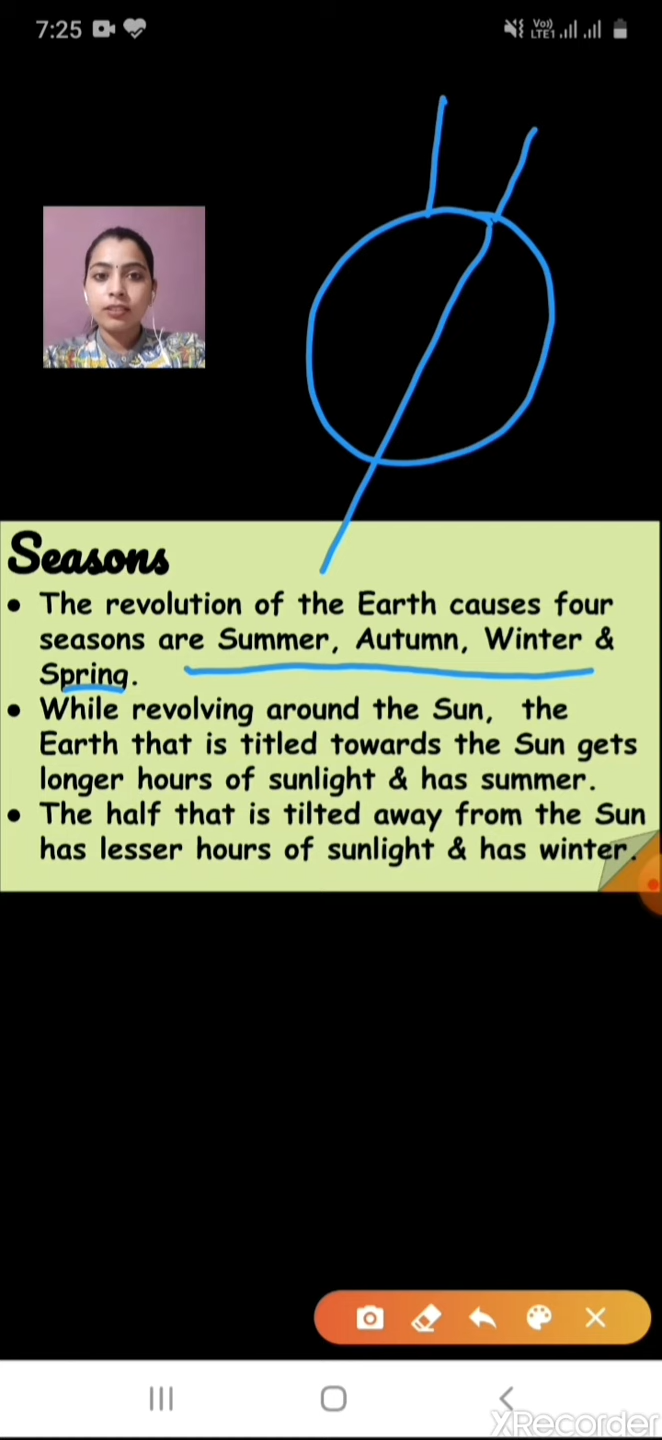 7:25
Vo))
LTE1
Seasons
• The revolution of the Earth causes four
seasons are Summer, Autumn, Winter &
Spring.
• While revolving around the Sun, the
Earth that is titled towards the Sun gets
longer hours of sunlight & has summer.
• The half that is tilted away from the Sun
has lesser hours of sunlight & has winter.
XRecorder